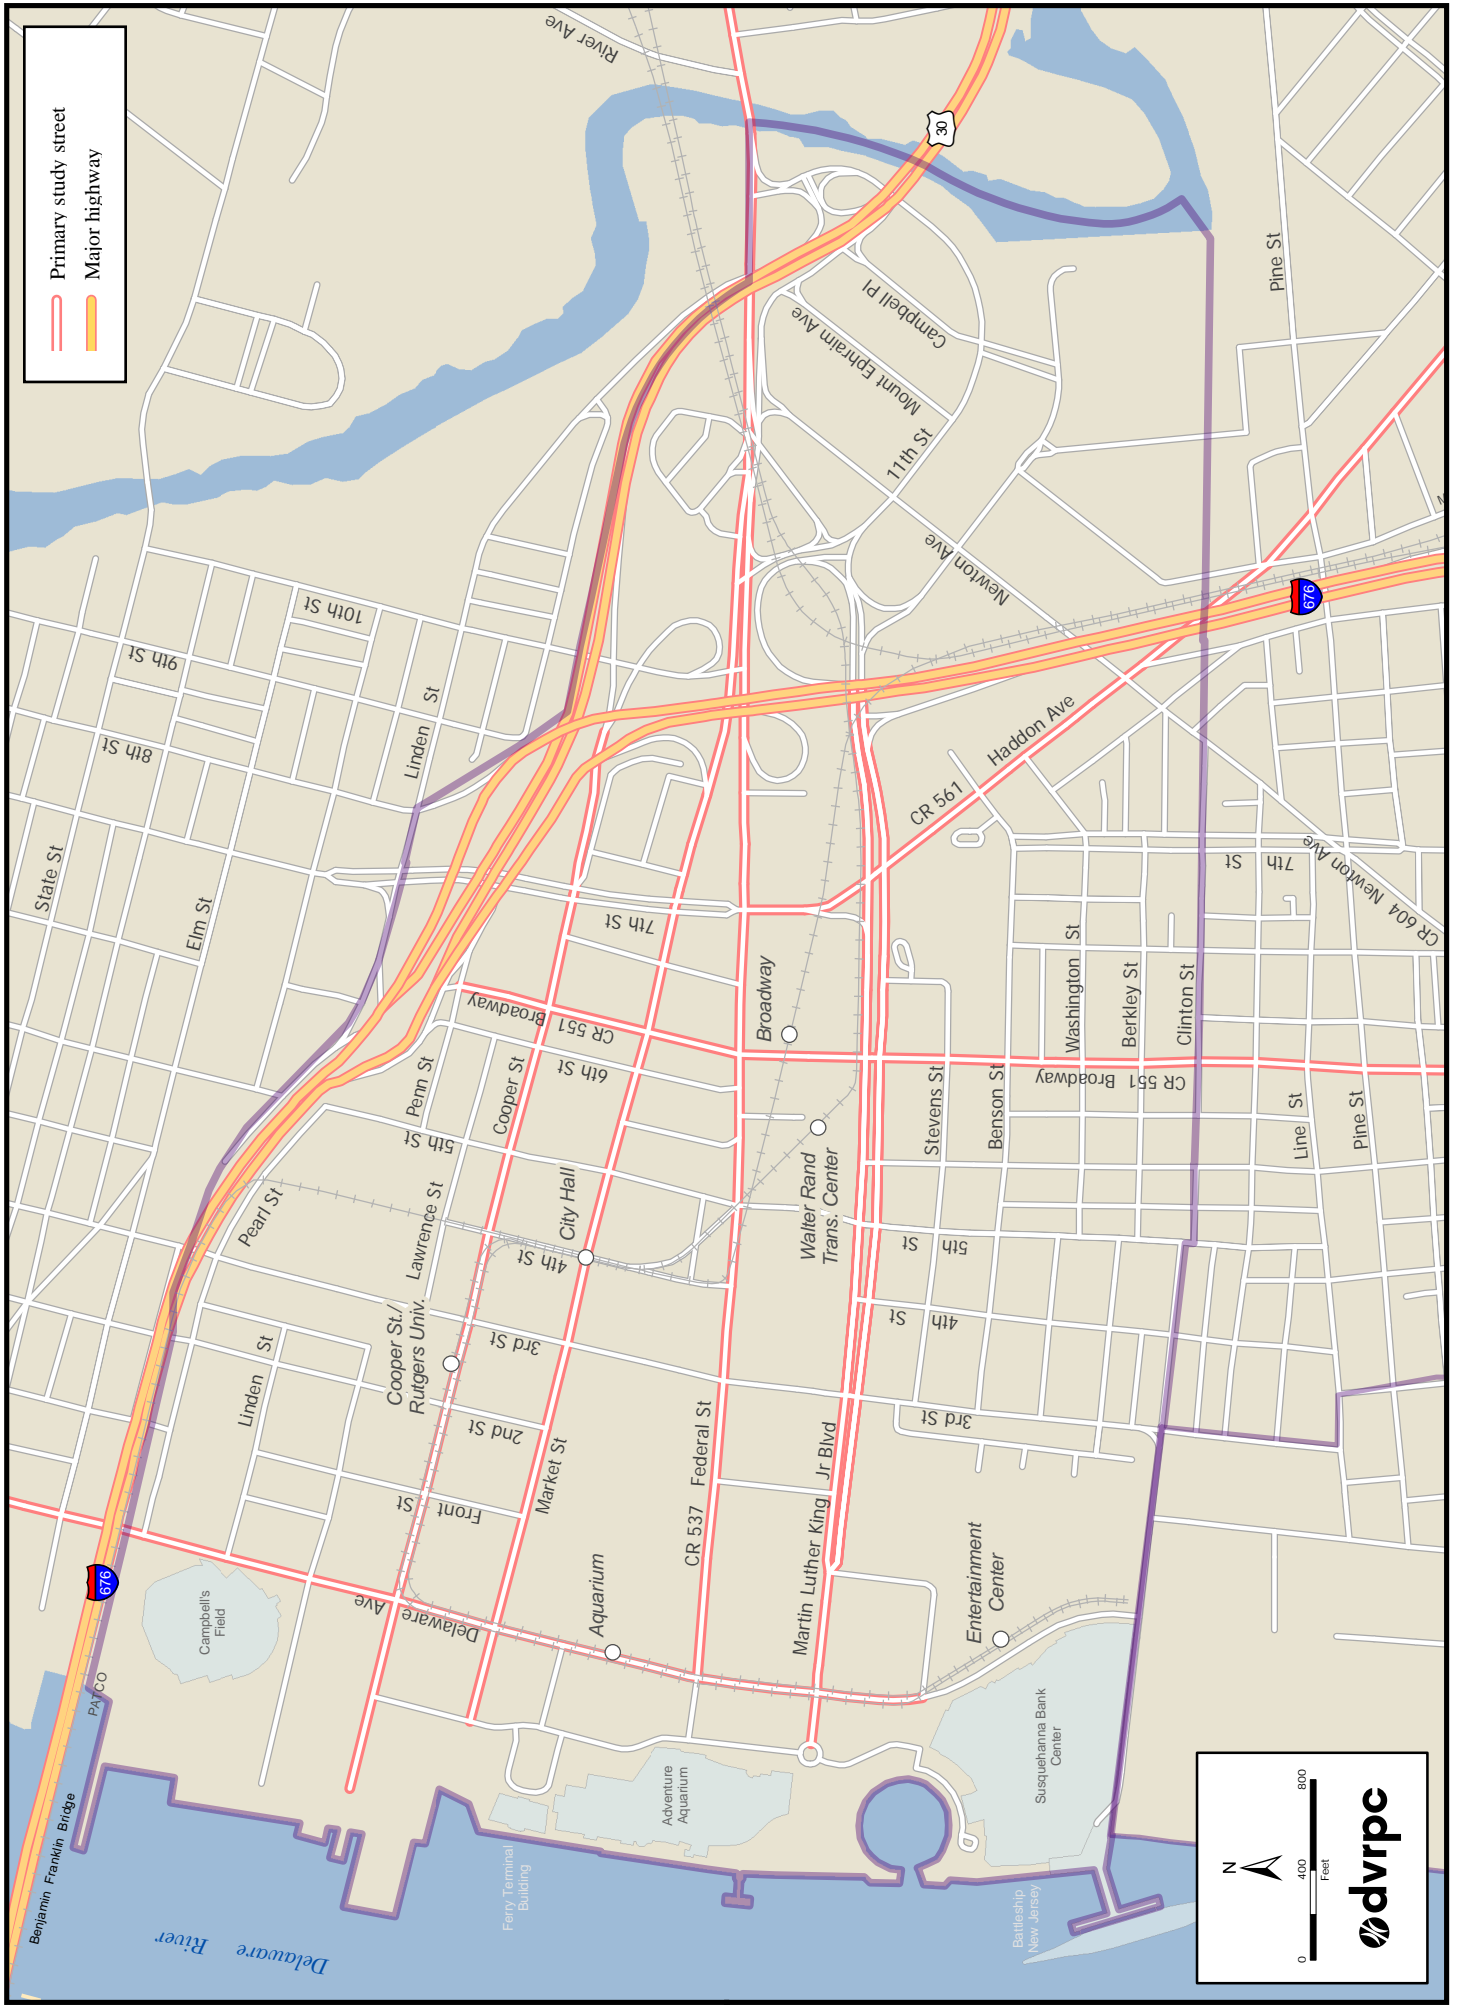 Primary study street
Major highway
River Ave
30
Pine St
Campbell Pl
Mount Ephraim Ave
11th St
Newton Ave
676
10th St
9th St
8th St
Linden St
State St
Elm St
Haddon Ave
CR 561
7th St
CR 604 Newton Ave
7th St
Broadway
CR 551 Broadway
6th St
Penn St
Cooper St
5th St
Washington St
Berkley St
Clinton St
CR 551 Broadway
Stevens St
Benson St
Line St
Pine St
Pearl St
Lawrence St
City Hall
4th St
Walter Rand
Trans. Center
5th St
4th St
3rd St
Cooper St./
Rutgers Univ.
3rd St
2nd St
Linden St
Front St
Market St
CR 537 Federal St
Martin Luther King Jr Blvd
676
Campbell's
Field
Delaware Ave
Aquarium
Entertainment
Center
PATCO
Benjamin Franklin Bridge
Delaware River
Ferry Terminal
Building
Adventure
Aquarium
Susquehanna Bank
Center
Battleship
New Jersey
N
0 400 800
Feet
dvrpc